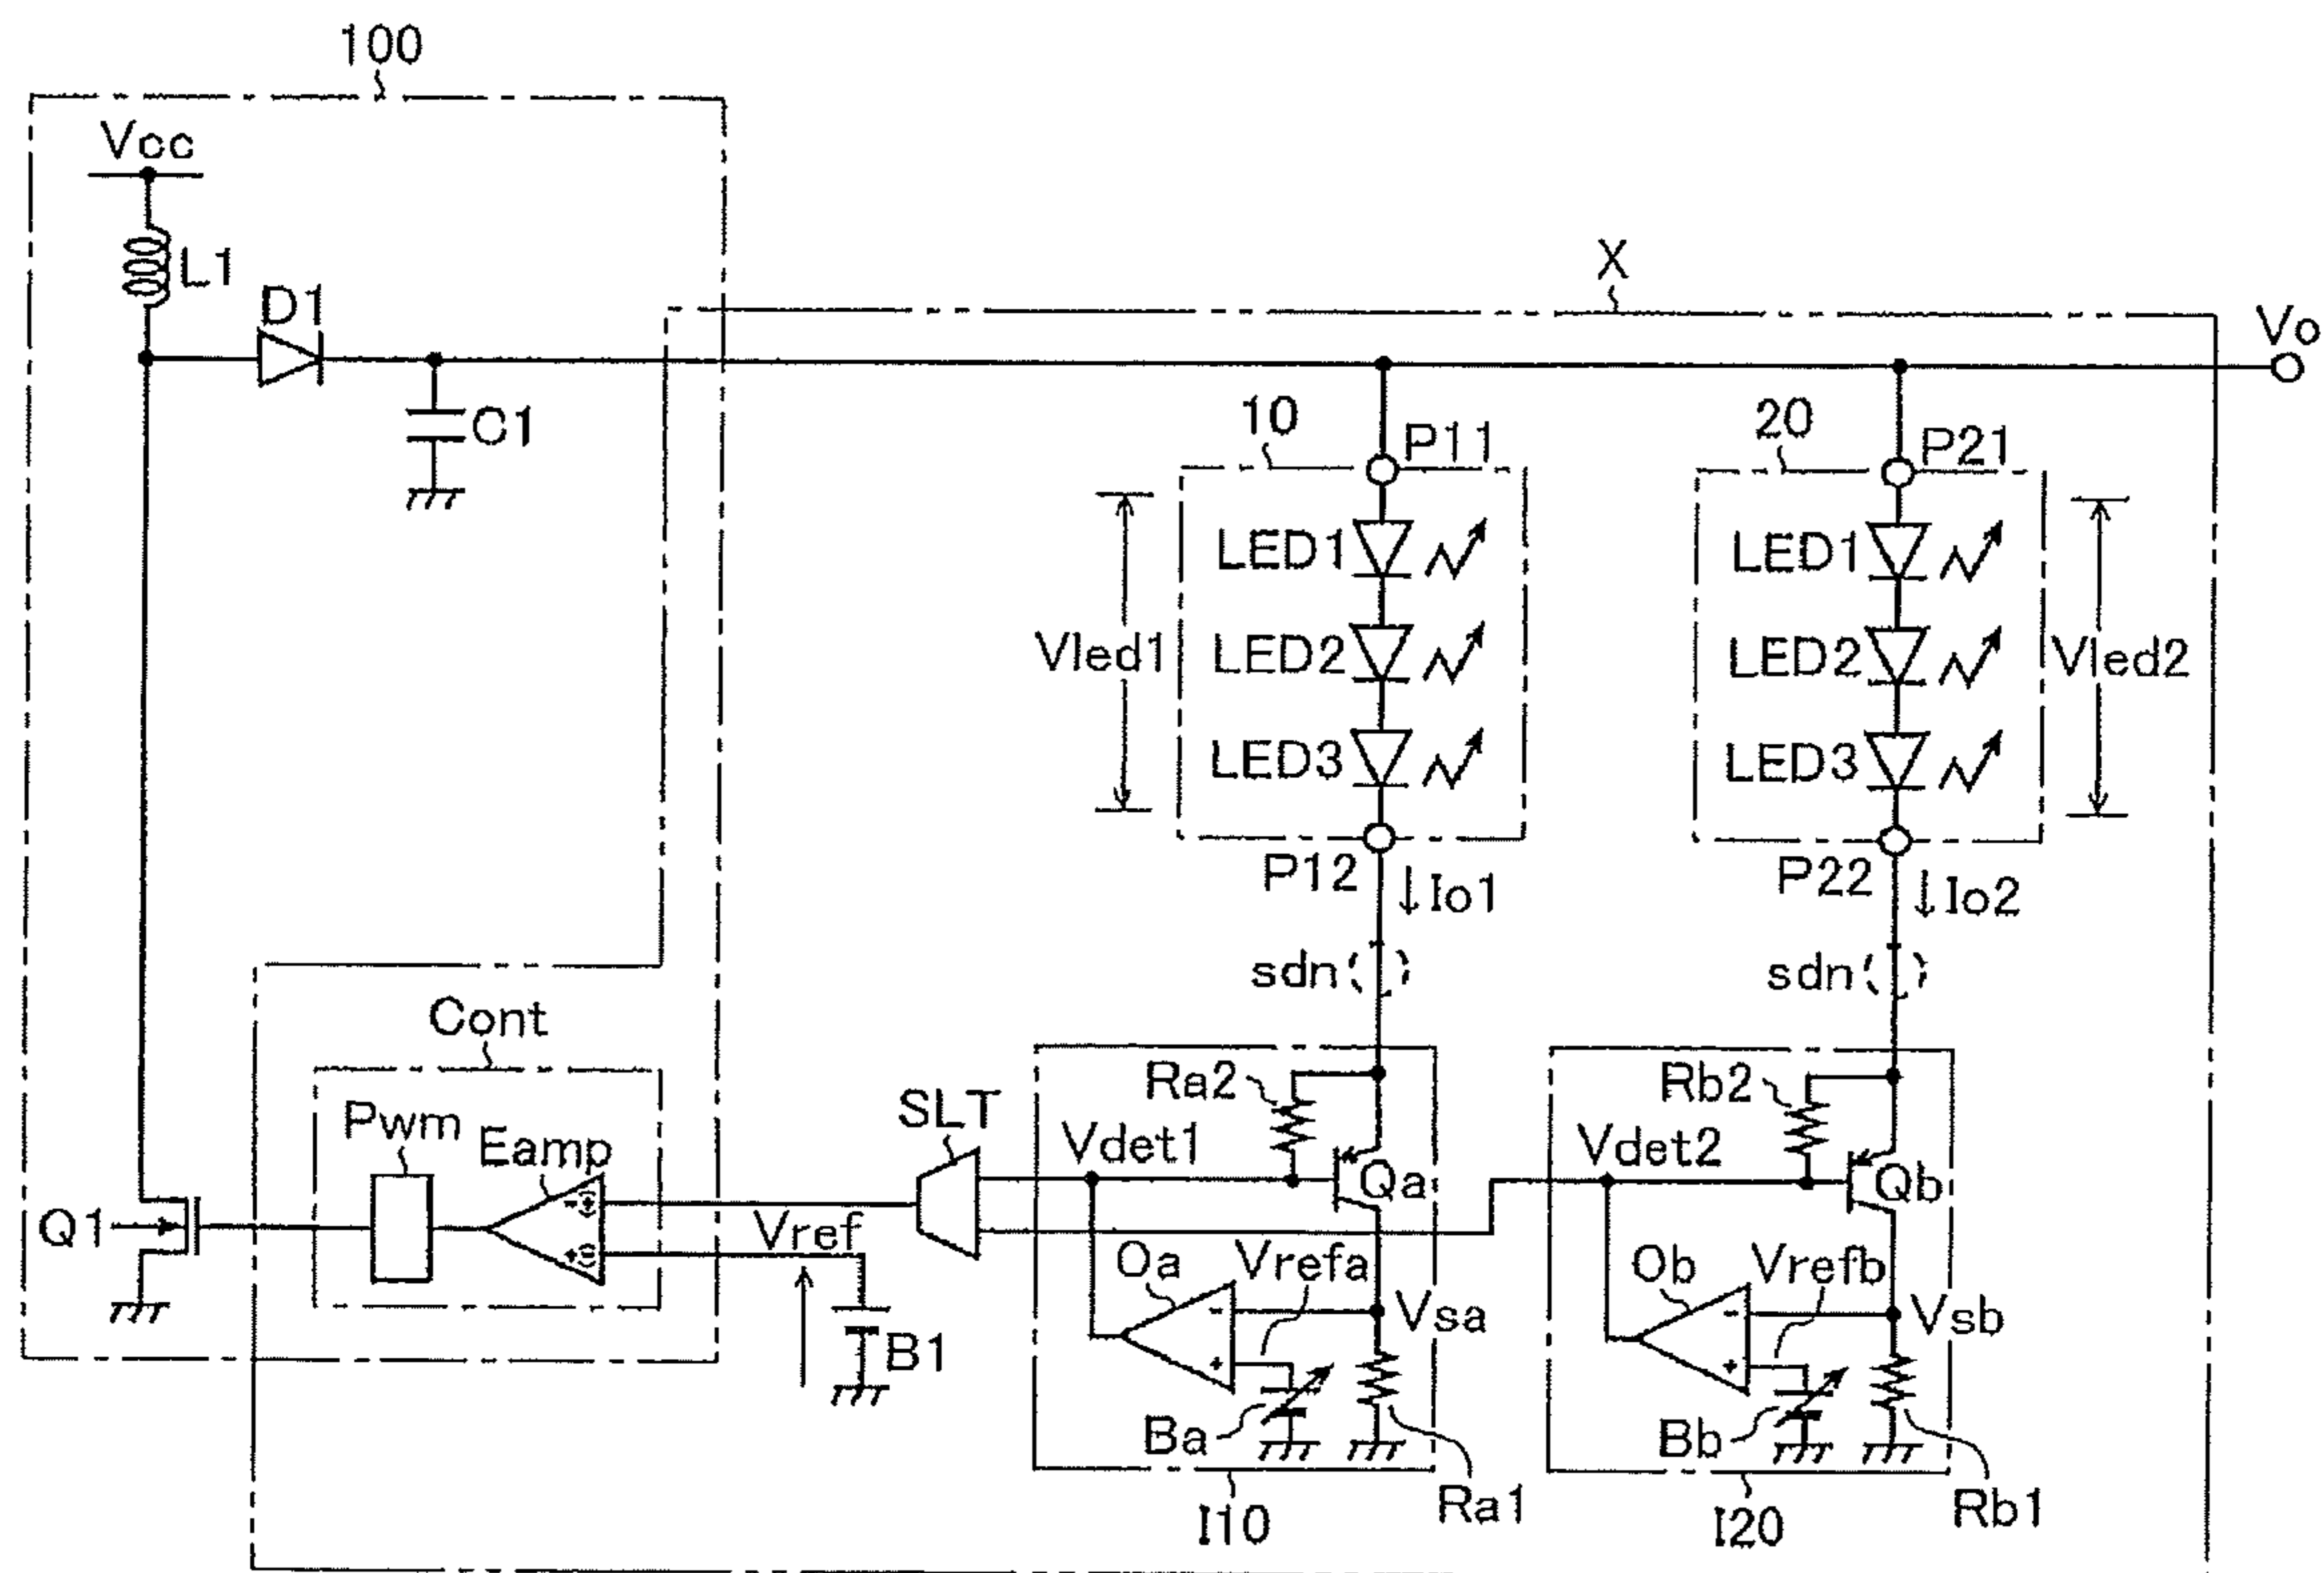 100
Vcc
L1
D1
C1
X
Vo
10
P11
20
P21
LED1
LED2
LED3
Vled1
LED1
LED2
LED3
Vled2
P12
Io1
P22
Io2
sdn
sdn
Cont
Pwm
Eamp
- (+)
+ (-)
Q1
SLT
Vref
B1
Ra2
Vdet1
Qa
Oa
Vrefa
-
+
Vsa
Ba
Ra1
I10
Rb2
Vdet2
Qb
Ob
Vrefb
-
+
Vsb
Bb
Rb1
I20